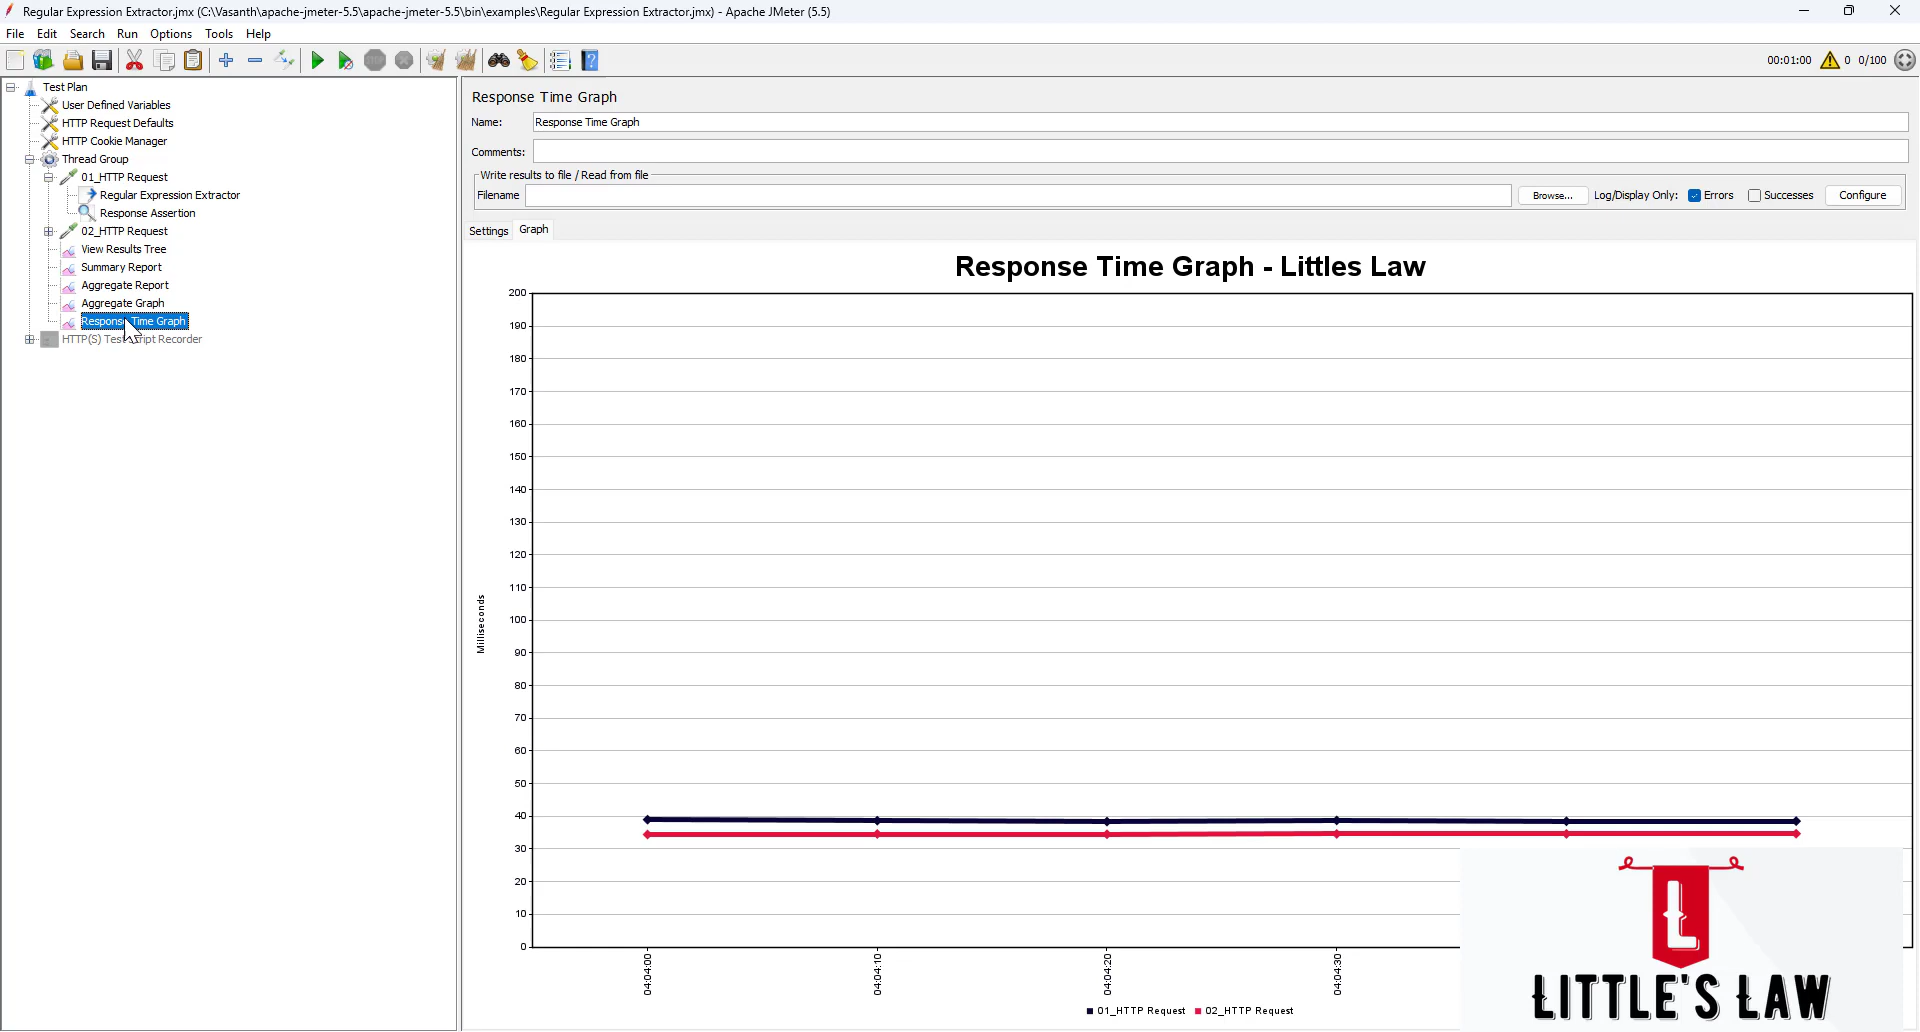 Regular Expression Extractor.jmx (C:\Vasanth\apache-jmeter-5.5\apache-jmeter-5.5\bin\examples\Regular Expression Extractor.jmx) - Apache JMeter (5.5)
File Edit Search Run Options Tools Help
00:01:00 0 0/100
Test Plan
User Defined Variables
HTTP Request Defaults
HTTP Cookie Manager
Thread Group
01_HTTP Request
Regular Expression Extractor
Response Assertion
02_HTTP Request
View Results Tree
Summary Report
Aggregate Report
Aggregate Graph
Response Time Graph
HTTP(S) Test Script Recorder
Response Time Graph
Name: Response Time Graph
Comments:
Write results to file / Read from file
Filename Browse... Log/Display Only: Errors Successes Configure
Settings Graph
Response Time Graph - Littles Law
200
190
180
170
160
150
140
130
120
110
100
90
80
70
60
50
40
30
20
10
0
Milliseconds
04:04:00 04:04:10 04:04:20 04:04:30
01_HTTP Request 02_HTTP Request
L
LITTLE'S LAW